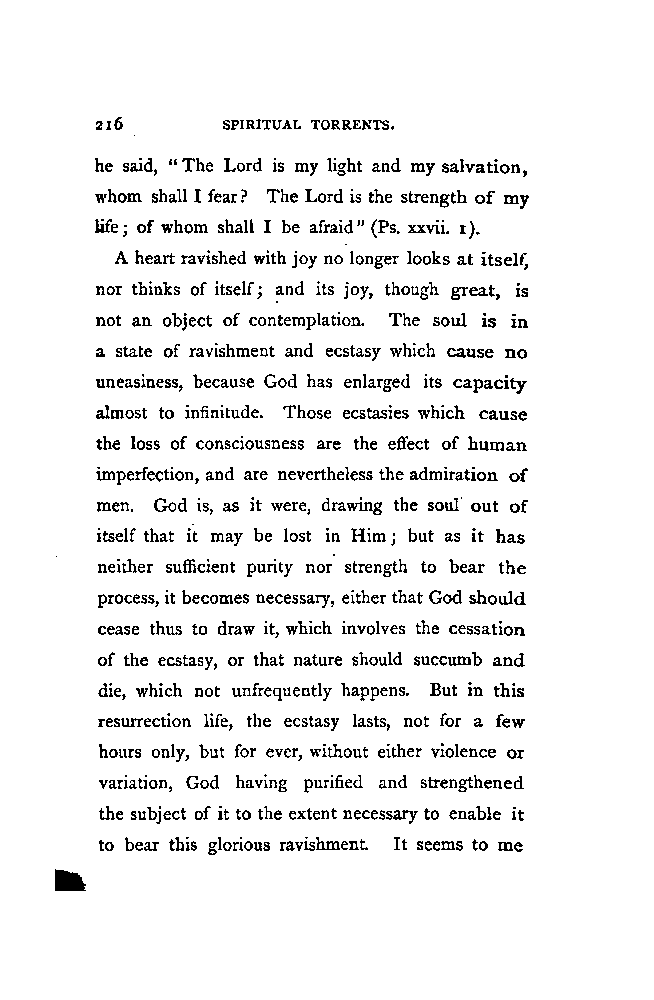 216 SPIRITUAL TORRENTS.
he said, “The Lord is my light and my salvation,
whom shall I fear? The Lord is the strength of my
life; of whom shall I be afraid” (Ps. xxvii. 1).
A heart ravished with joy no longer looks at itself,
nor thinks of itself; and its joy, though great, is
not an object of contemplation. The soul is in
a state of ravishment and ecstasy which cause no
uneasiness, because God has enlarged its capacity
almost to infinitude. Those ecstasies which cause
the loss of consciousness are the effect of human
imperfection, and are nevertheless the admiration of
men. God is, as it were, drawing the soul out of
itself that it may be lost in Him; but as it has
neither sufficient purity nor strength to bear the
process, it becomes necessary, either that God should
cease thus to draw it, which involves the cessation
of the ecstasy, or that nature should succumb and
die, which not unfrequently happens. But in this
resurrection life, the ecstasy lasts, not for a few
hours only, but for ever, without either violence or
variation, God having purified and strengthened
the subject of it to the extent necessary to enable it
to bear this glorious ravishment. It seems to me